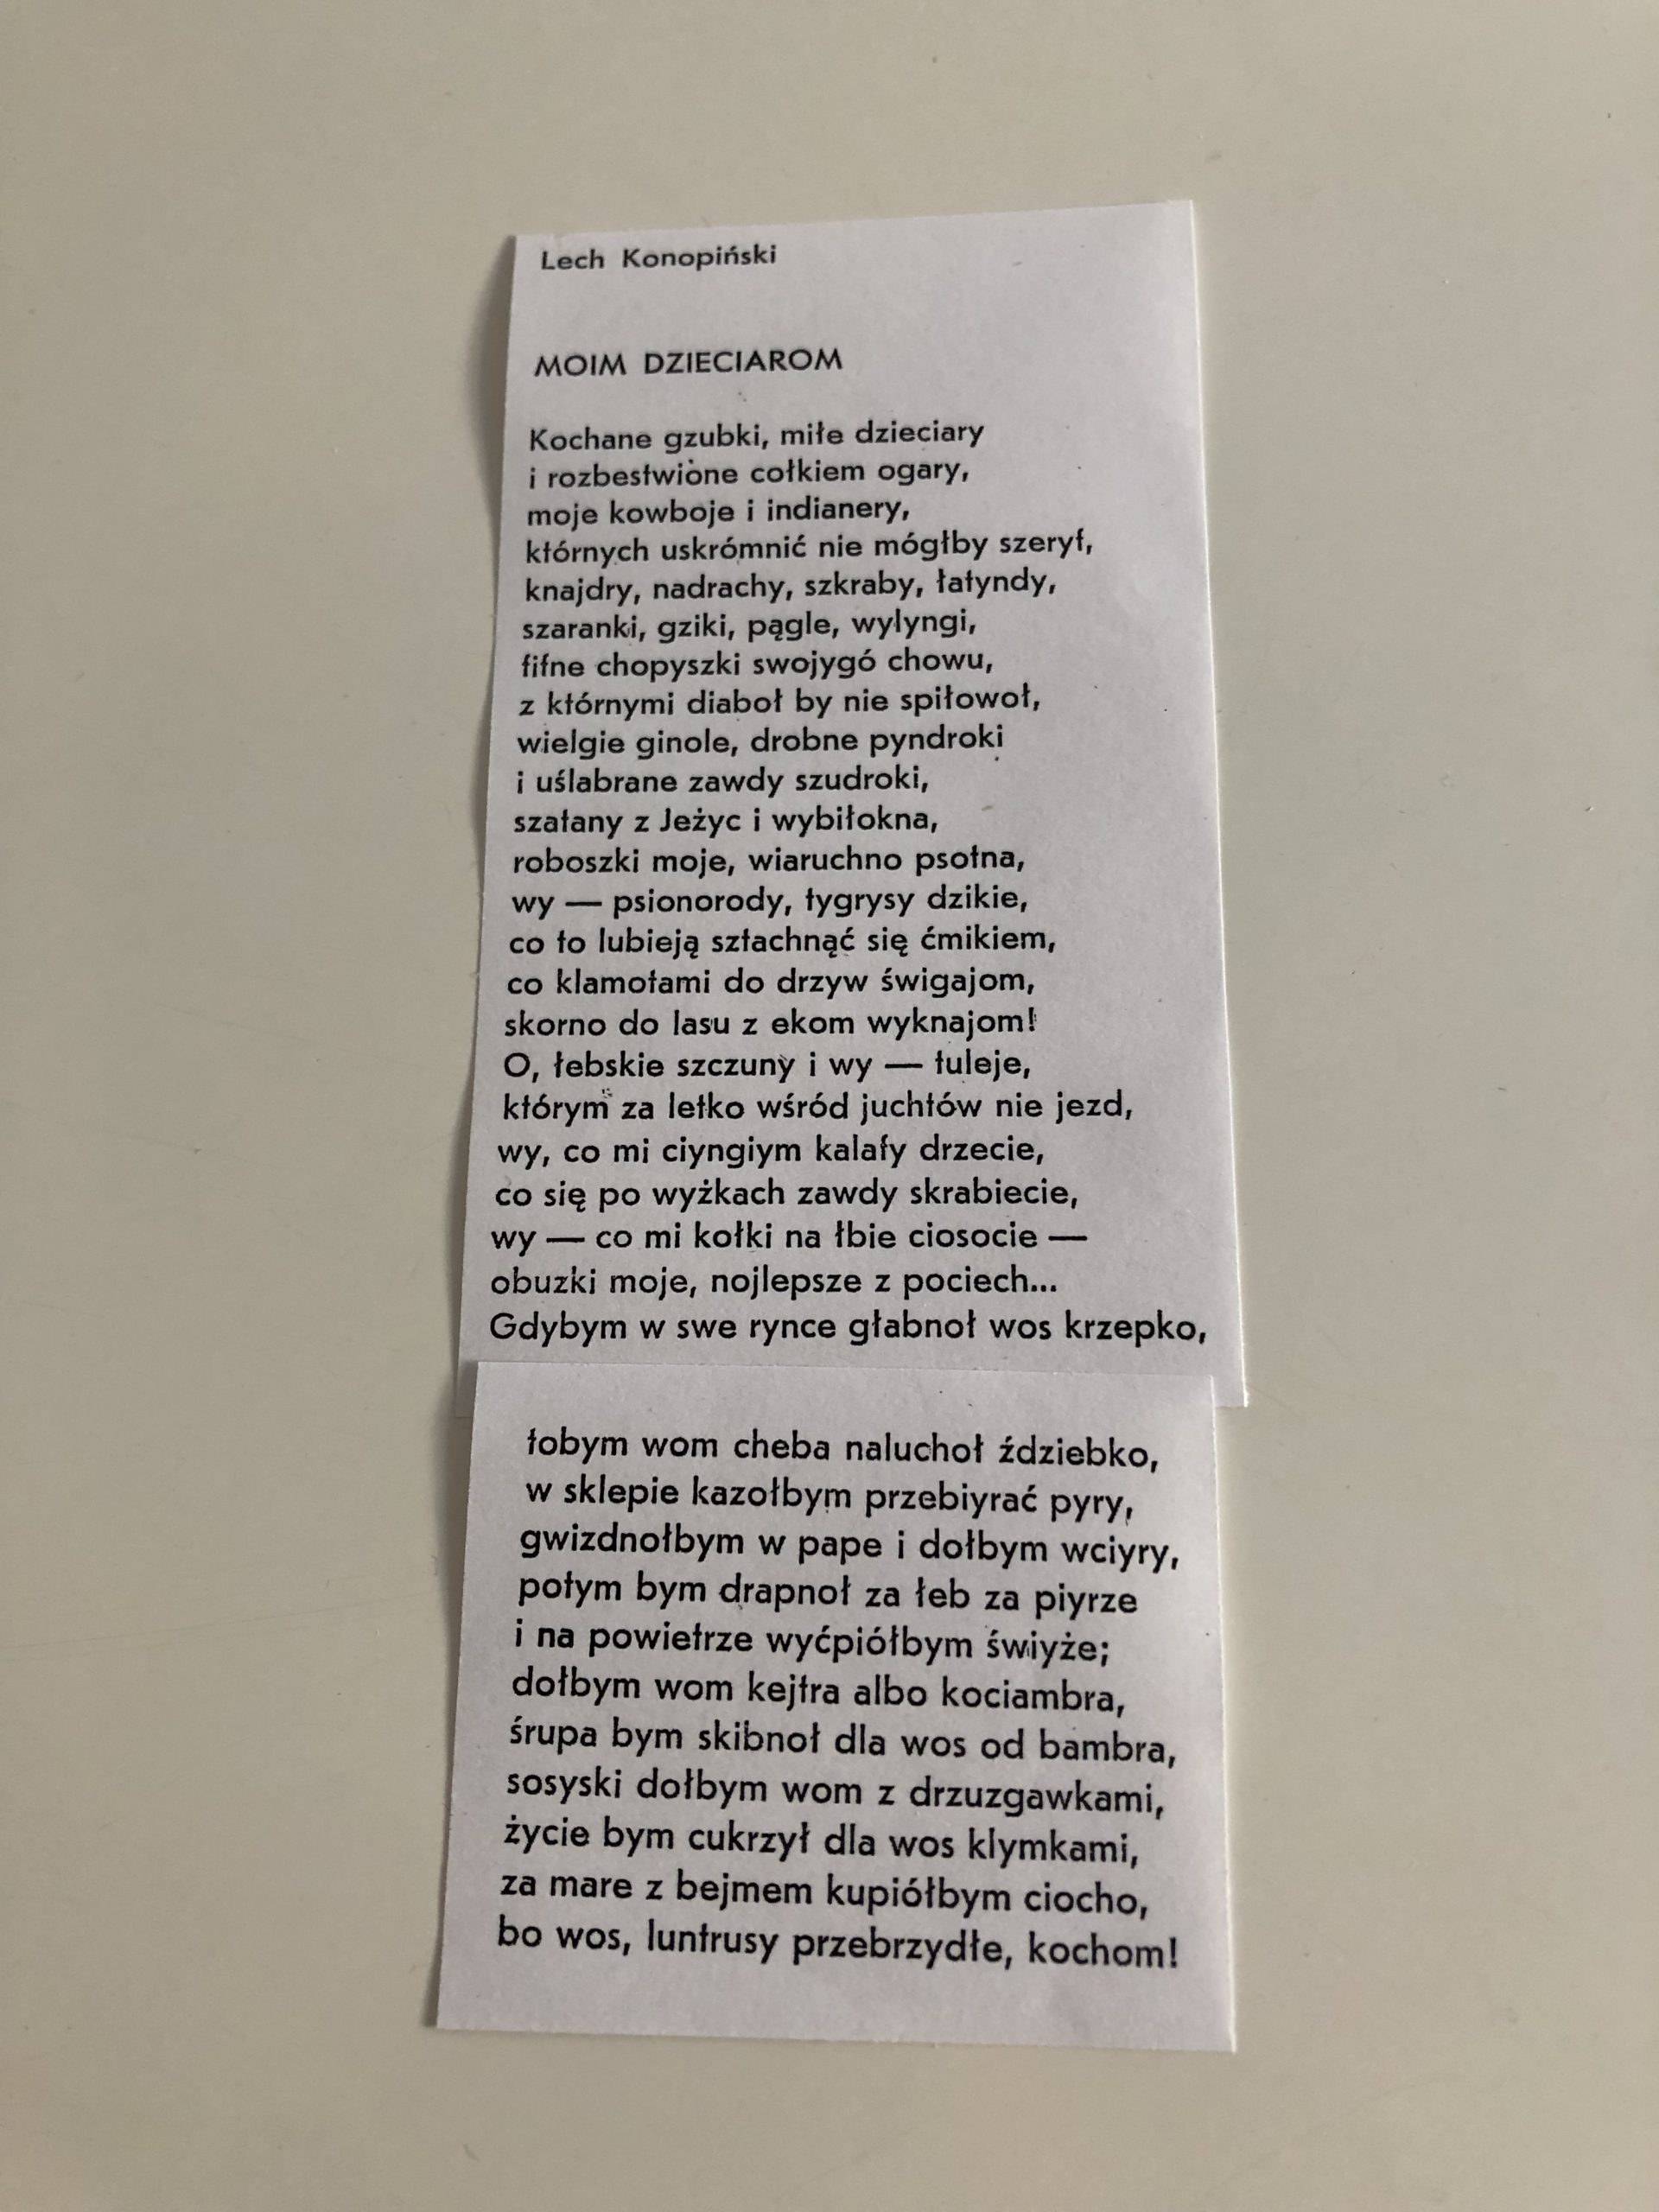 Lech Konopiński
MOIM DZIECIAROM
Kochane gzubki, miłe dzieciary
i rozbestwióne cołkiem ogary,
moje kowboje i indianery,
którnych uskrómnić nie mógłby szeryf,
knajdry, nadrachy, szkraby, łatyndy,
szaranki, gziki, pągle, wylyngi,
fifne chopyszki swojygó chowu,
z którnymi diaboł by nie spiłowoł,
wielgie ginole, drobne pyndroki
i uślabrane zawdy szudroki,
szatany z Jeżyc i wybiłokna,
roboszki moje, wiaruchno psotna,
wy — psionorody, tygrysy dzikie,
co to lubieją sztachnąć się ćmikiem,
co klamotami do drzyw świgajom,
skorno do lasu z ekom wyknajom!
O, łebskie szczuny i wy — tuleje,
którym za letko wśród juchtów nie jezd,
wy, co mi ciyngiym kalafy drzecie,
co się po wyżkach zawdy skrabiecie,
wy — co mi kołki na łbie ciosocie —
obuzki moje, nojlepsze z pociech...
Gdybym w swe rynce głabnoł wos krzepko,
tobym wom cheba naluchoł ździebko,
w sklepie kazołbym przebiyrać pyry,
gwizdnołbym w pape i dołbym wciyry,
potym bym drapnoł za łeb za piyrze
i na powietrze wyćpiółbym świyże;
dołbym wom kejtra albo kociambra,
śrupa bym skibnoł dla wos od bambra,
sosyski dołbym wom z drzuzgawkami,
życie bym cukrzył dla wos klymkami,
za mare z bejmem kupiółbym ciocho,
bo wos, luntrusy przebrzydłe, kochom!